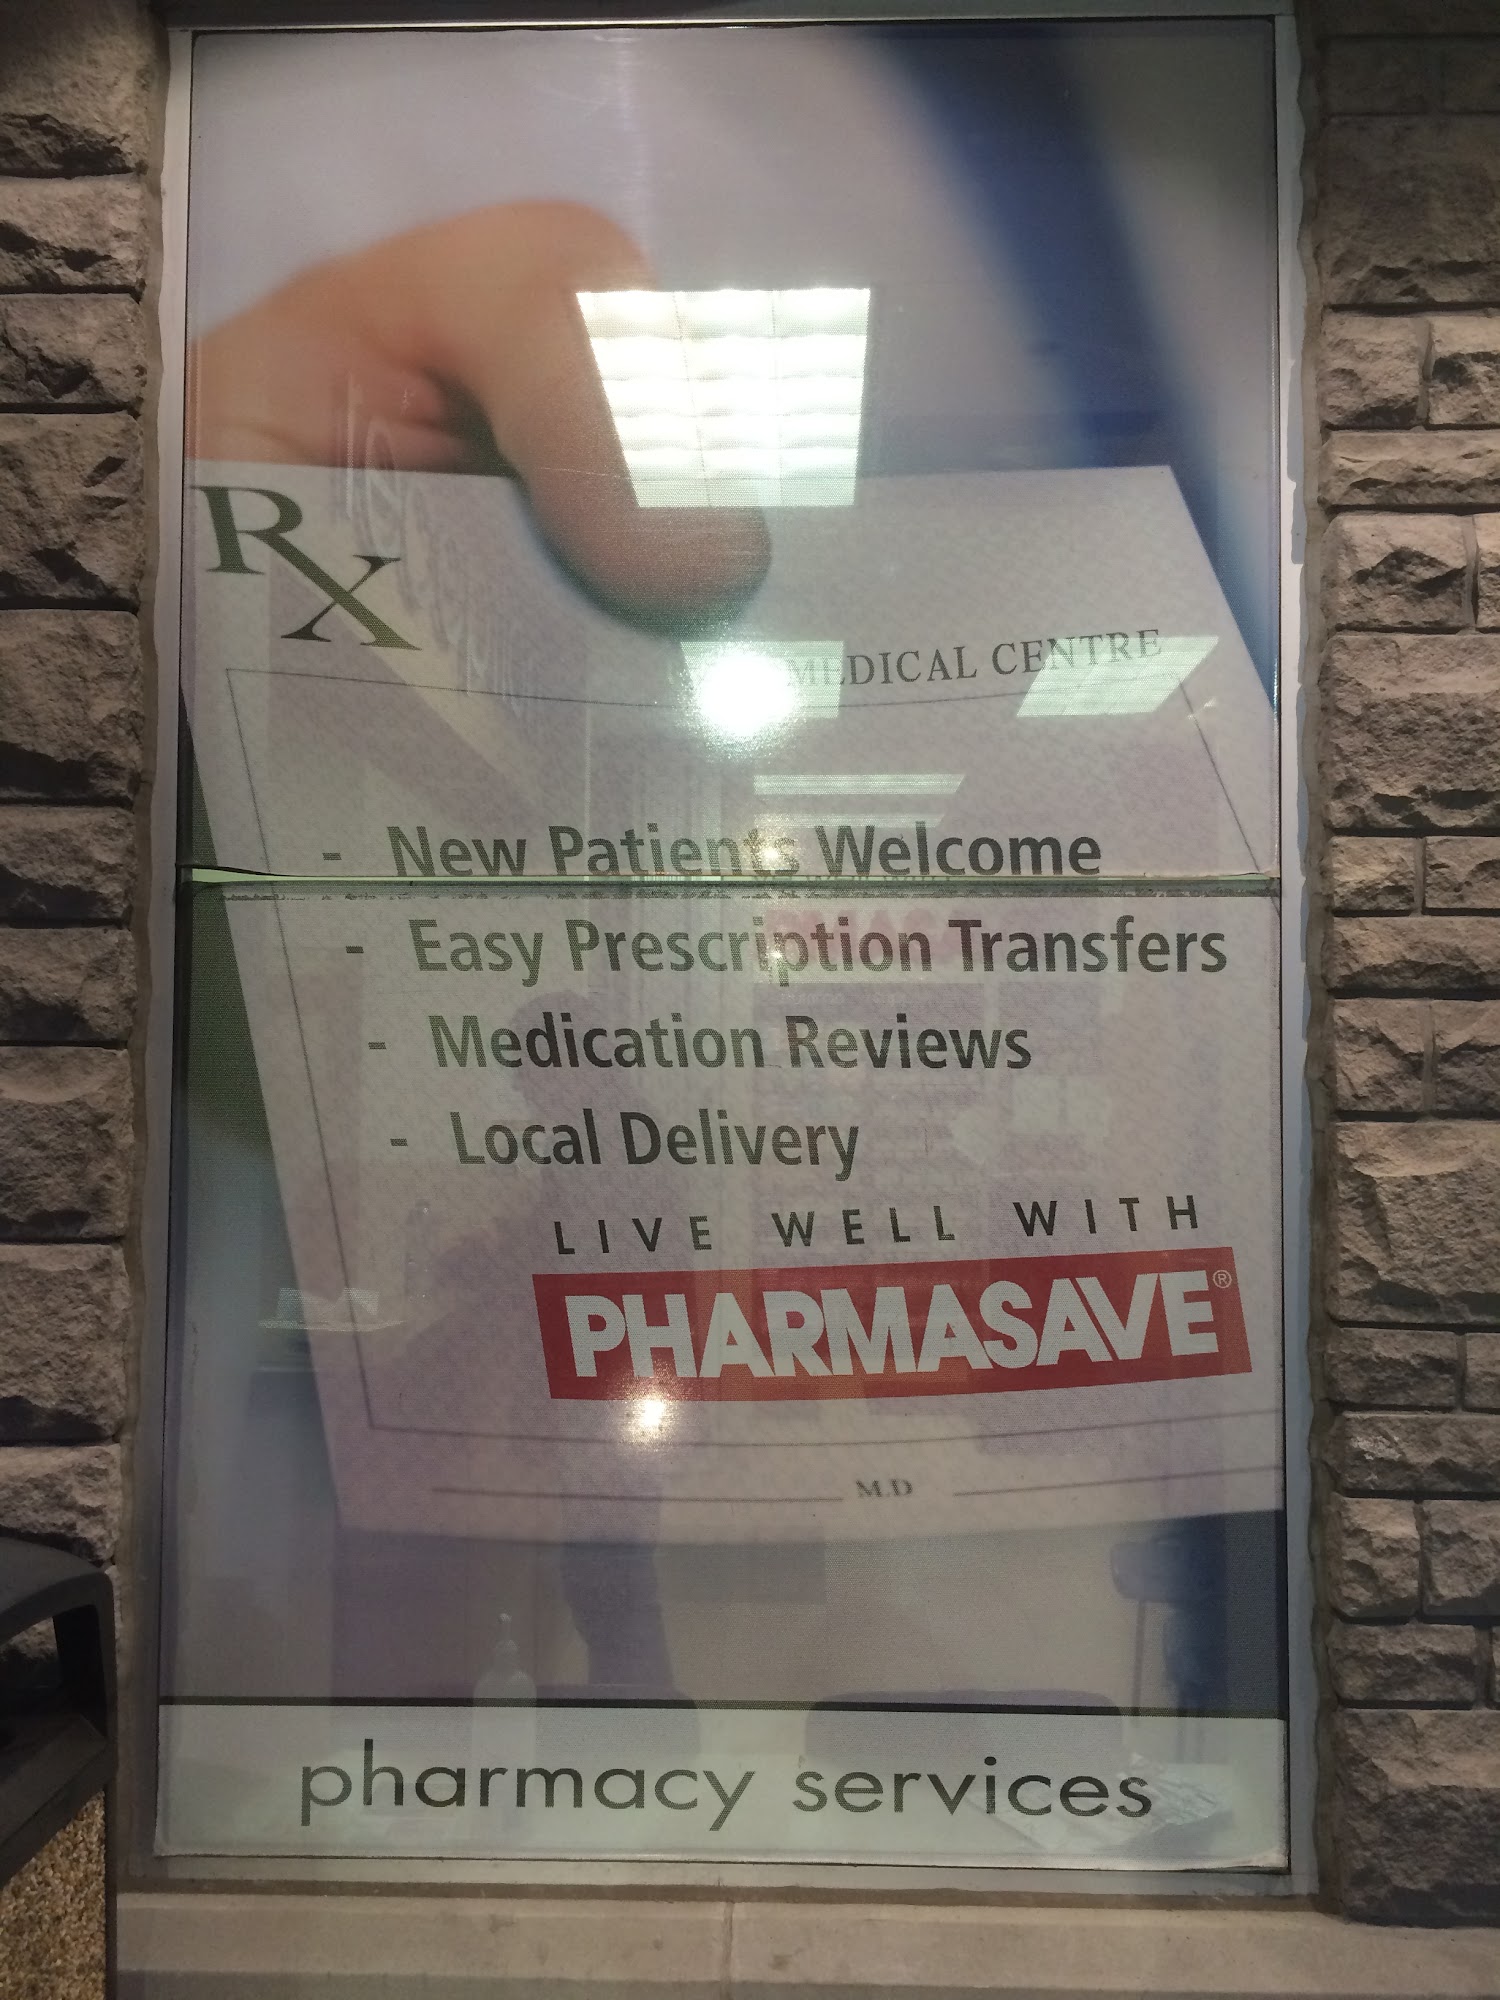 RX
MEDICAL CENTRE
- New Patients Welcome
- Easy Prescription Transfers
- Medication Reviews
- Local Delivery
LIVE WELL WITH
PHARMASAVE®
M.D
pharmacy services